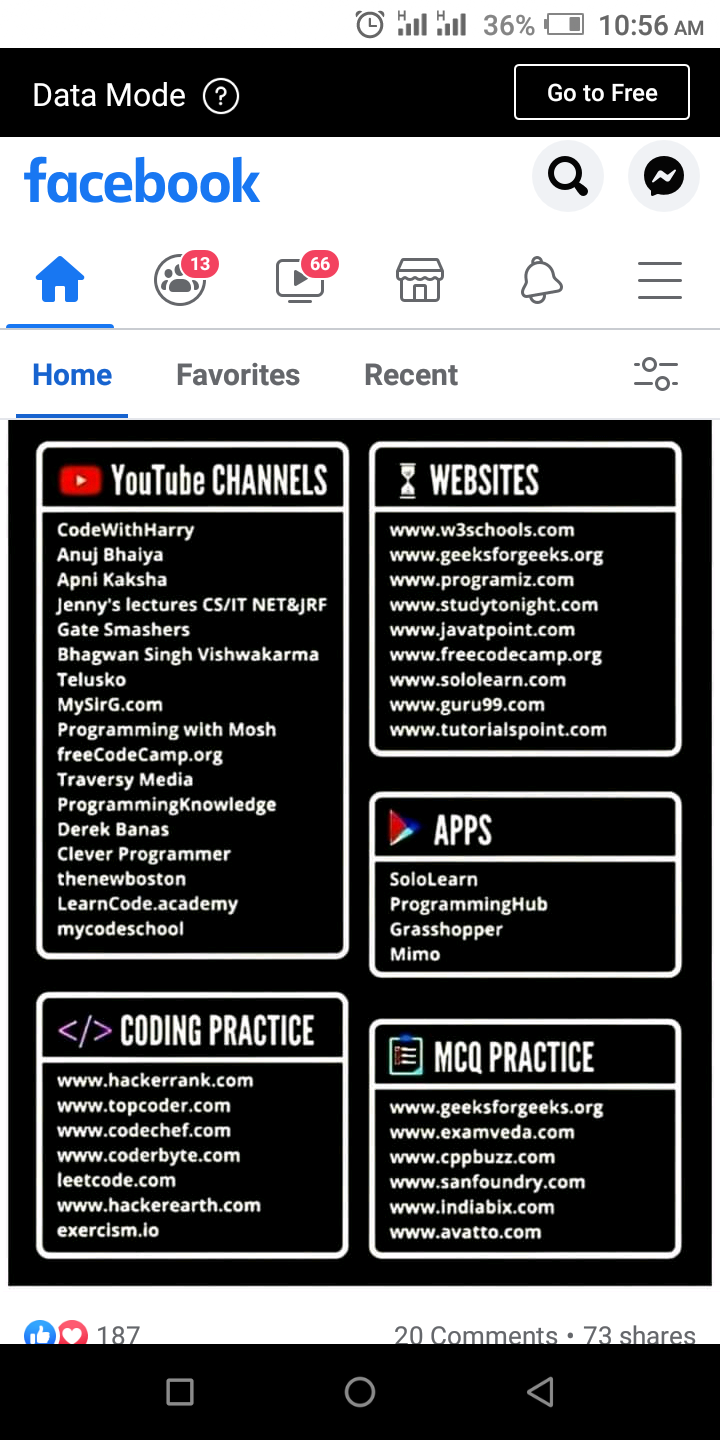 H H 36% 10:56 AM
Data Mode ? Go to Free
facebook
13 66
Home Favorites Recent
YouTube CHANNELS
CodeWithHarry
Anuj Bhaiya
Apni Kaksha
Jenny's lectures CS/IT NET&JRF
Gate Smashers
Bhagwan Singh Vishwakarma
Telusko
MySirG.com
Programming with Mosh
freeCodeCamp.org
Traversy Media
ProgrammingKnowledge
Derek Banas
Clever Programmer
thenewboston
LearnCode.academy
mycodeschool
WEBSITES
www.w3schools.com
www.geeksforgeeks.org
www.programiz.com
www.studytonight.com
www.javatpoint.com
www.freecodecamp.org
www.sololearn.com
www.guru99.com
www.tutorialspoint.com
APPS
SoloLearn
ProgrammingHub
Grasshopper
Mimo
</> CODING PRACTICE
www.hackerrank.com
www.topcoder.com
www.codechef.com
www.coderbyte.com
leetcode.com
www.hackerearth.com
exercism.io
MCQ PRACTICE
www.geeksforgeeks.org
www.examveda.com
www.cppbuzz.com
www.sanfoundry.com
www.indiabix.com
www.avatto.com
187 20 Comments • 73 shares